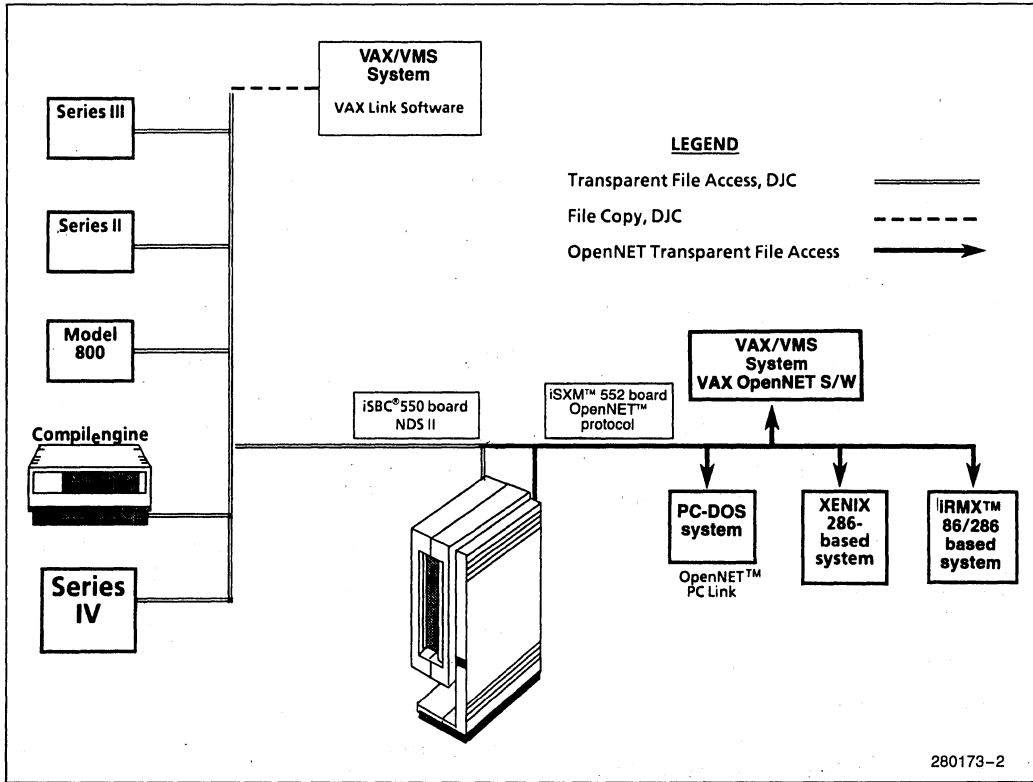 VAX/VMS
System
VAX Link Software
Series III
LEGEND
Transparent File Access, DJC
File Copy, DJC
OpenNET Transparent File Access
Series II
Model
800
VAX/VMS
System
VAX OpenNET S/W
iSBC® 550 board
NDS II
iSXM™ 552 board
OpenNET™
protocol
Compilengine
PC-DOS
system
OpenNET™
PC Link
XENIX
286-
based
system
iRMX™
86/286
based
system
Series
IV
280173-2